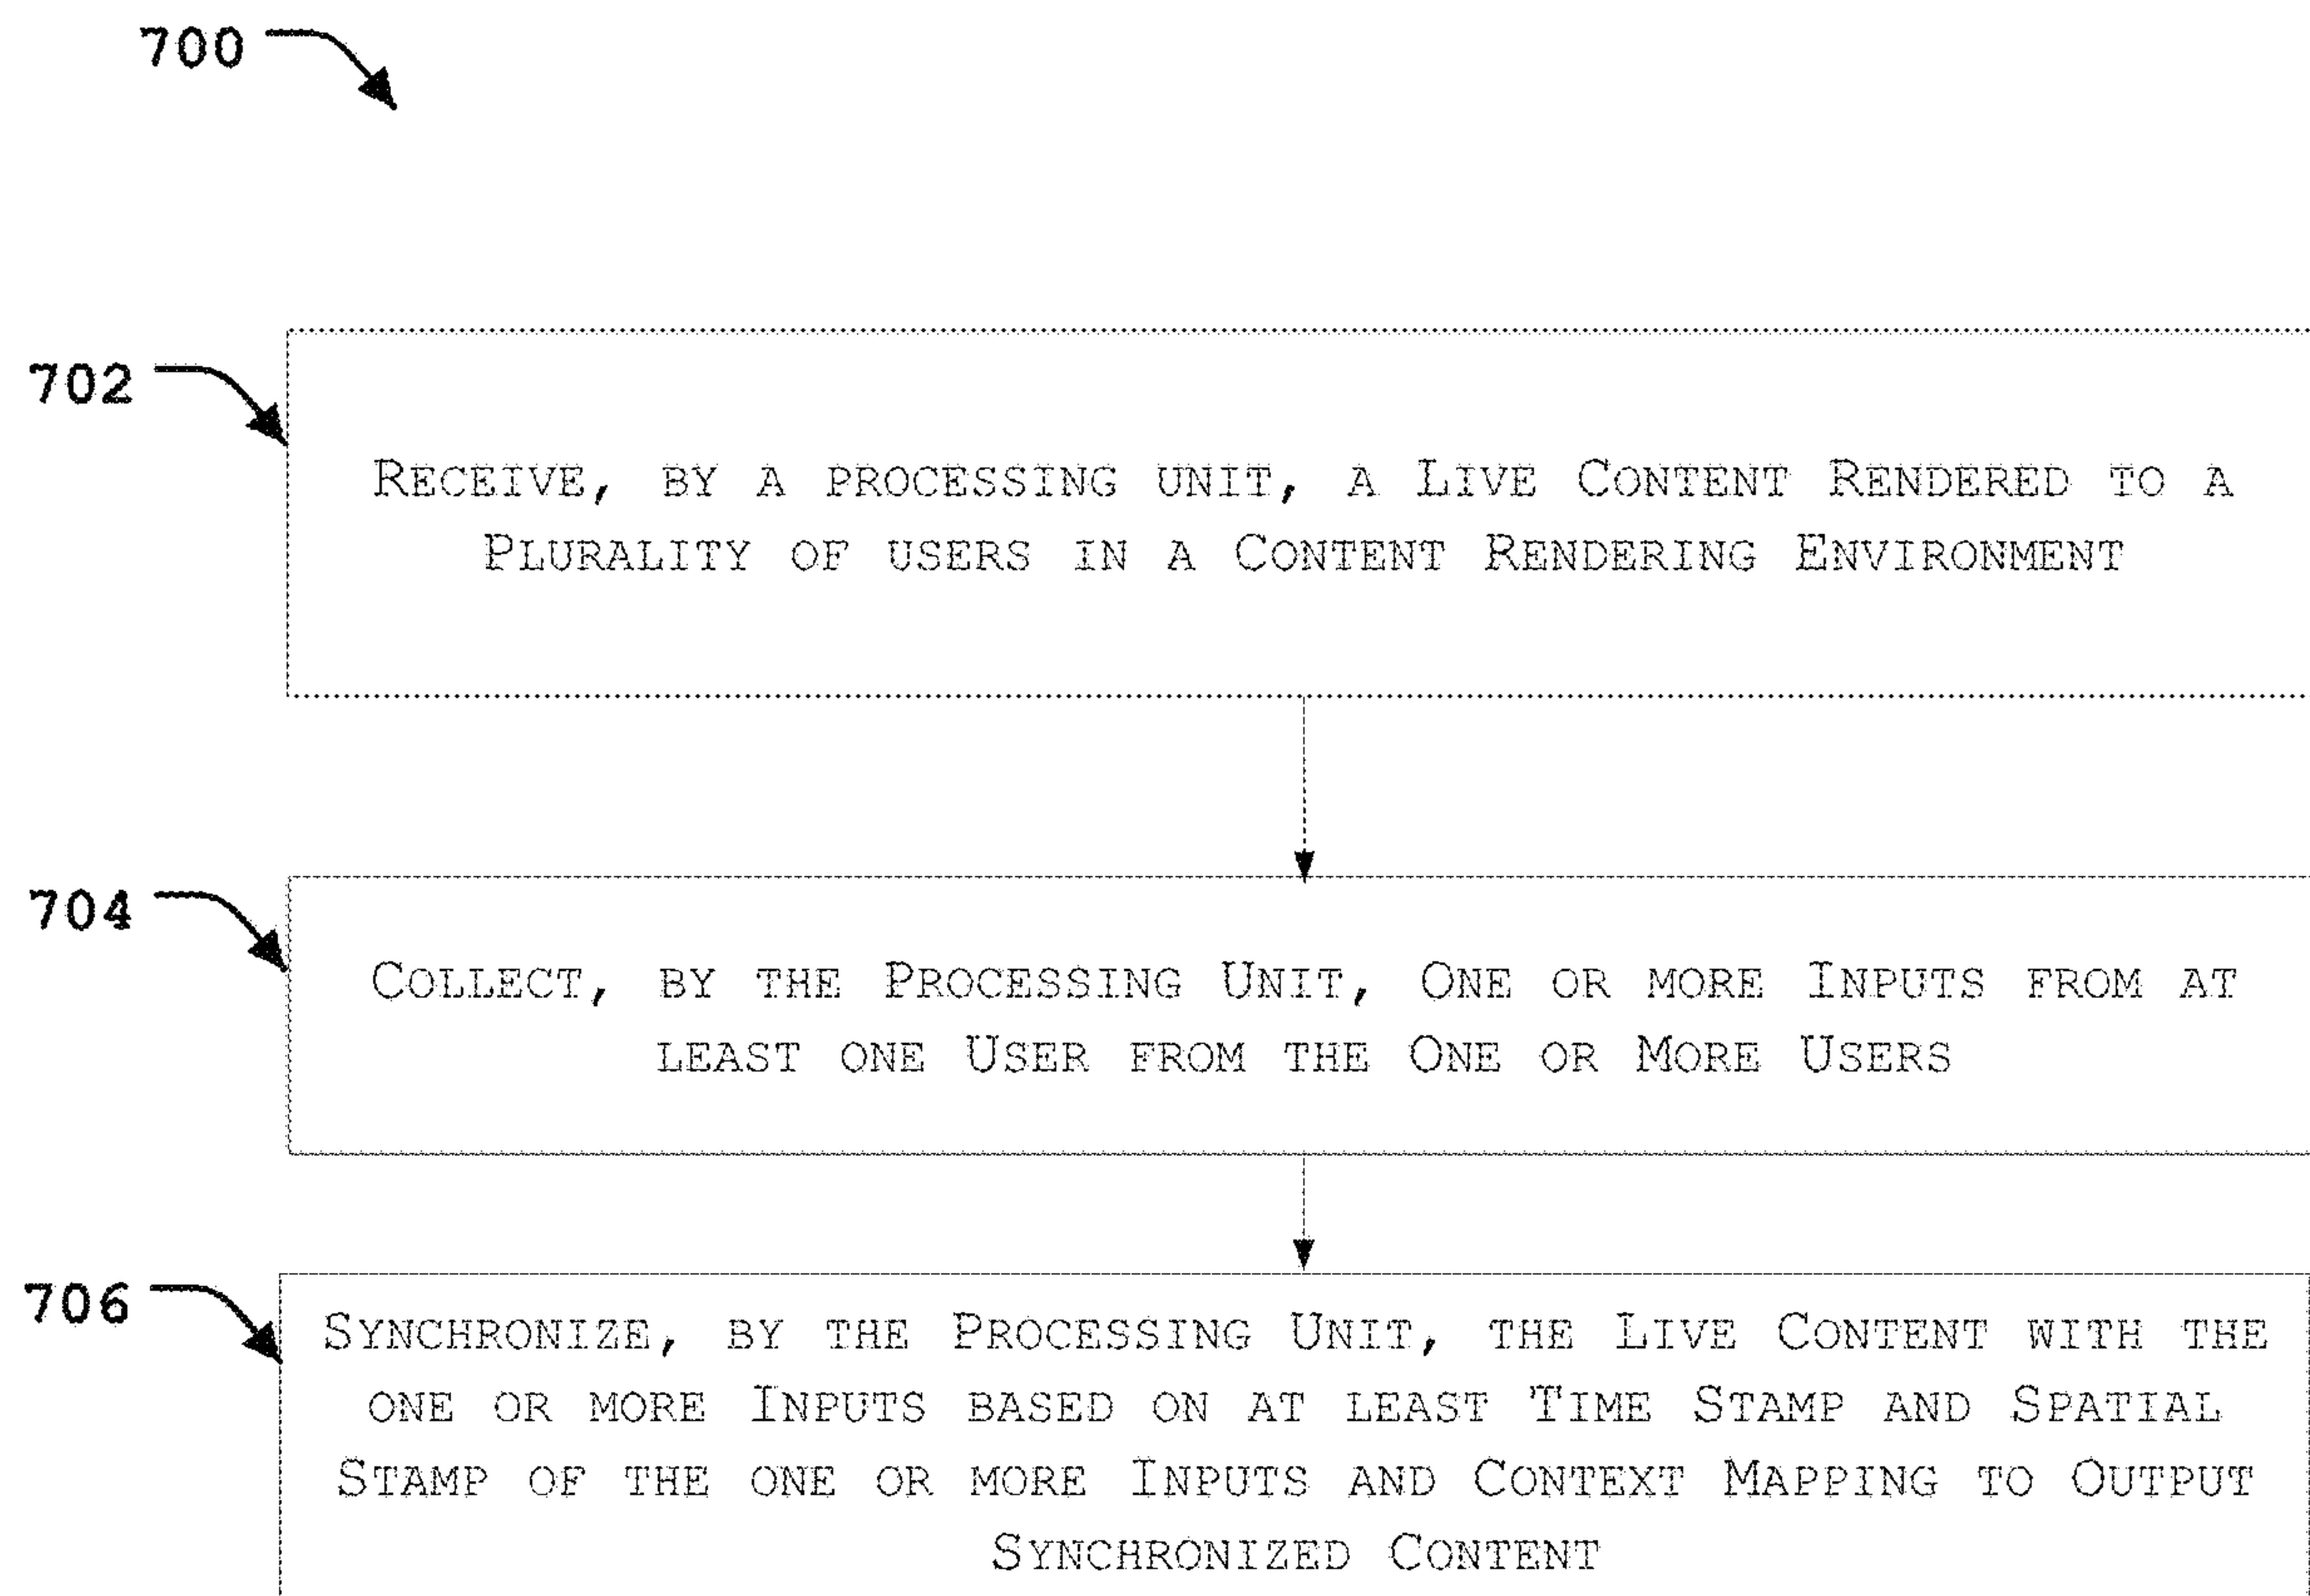 700
702
RECEIVE, BY A PROCESSING UNIT, A LIVE CONTENT RENDERED TO A
PLURALITY OF USERS IN A CONTENT RENDERING ENVIRONMENT
704
COLLECT, BY THE PROCESSING UNIT, ONE OR MORE INPUTS FROM AT
LEAST ONE USER FROM THE ONE OR MORE USERS
706
SYNCHRONIZE, BY THE PROCESSING UNIT, THE LIVE CONTENT WITH THE
ONE OR MORE INPUTS BASED ON AT LEAST TIME STAMP AND SPATIAL
STAMP OF THE ONE OR MORE INPUTS AND CONTEXT MAPPING TO OUTPUT
SYNCHRONIZED CONTENT